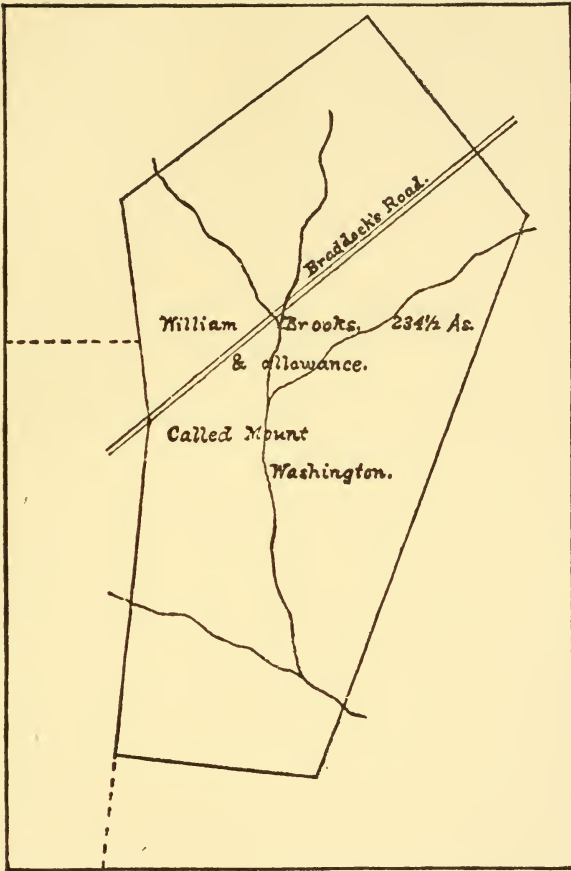 Braddock's Road.
William Brooks, 234½ As.
& allowance.
Called Mount
Washington.